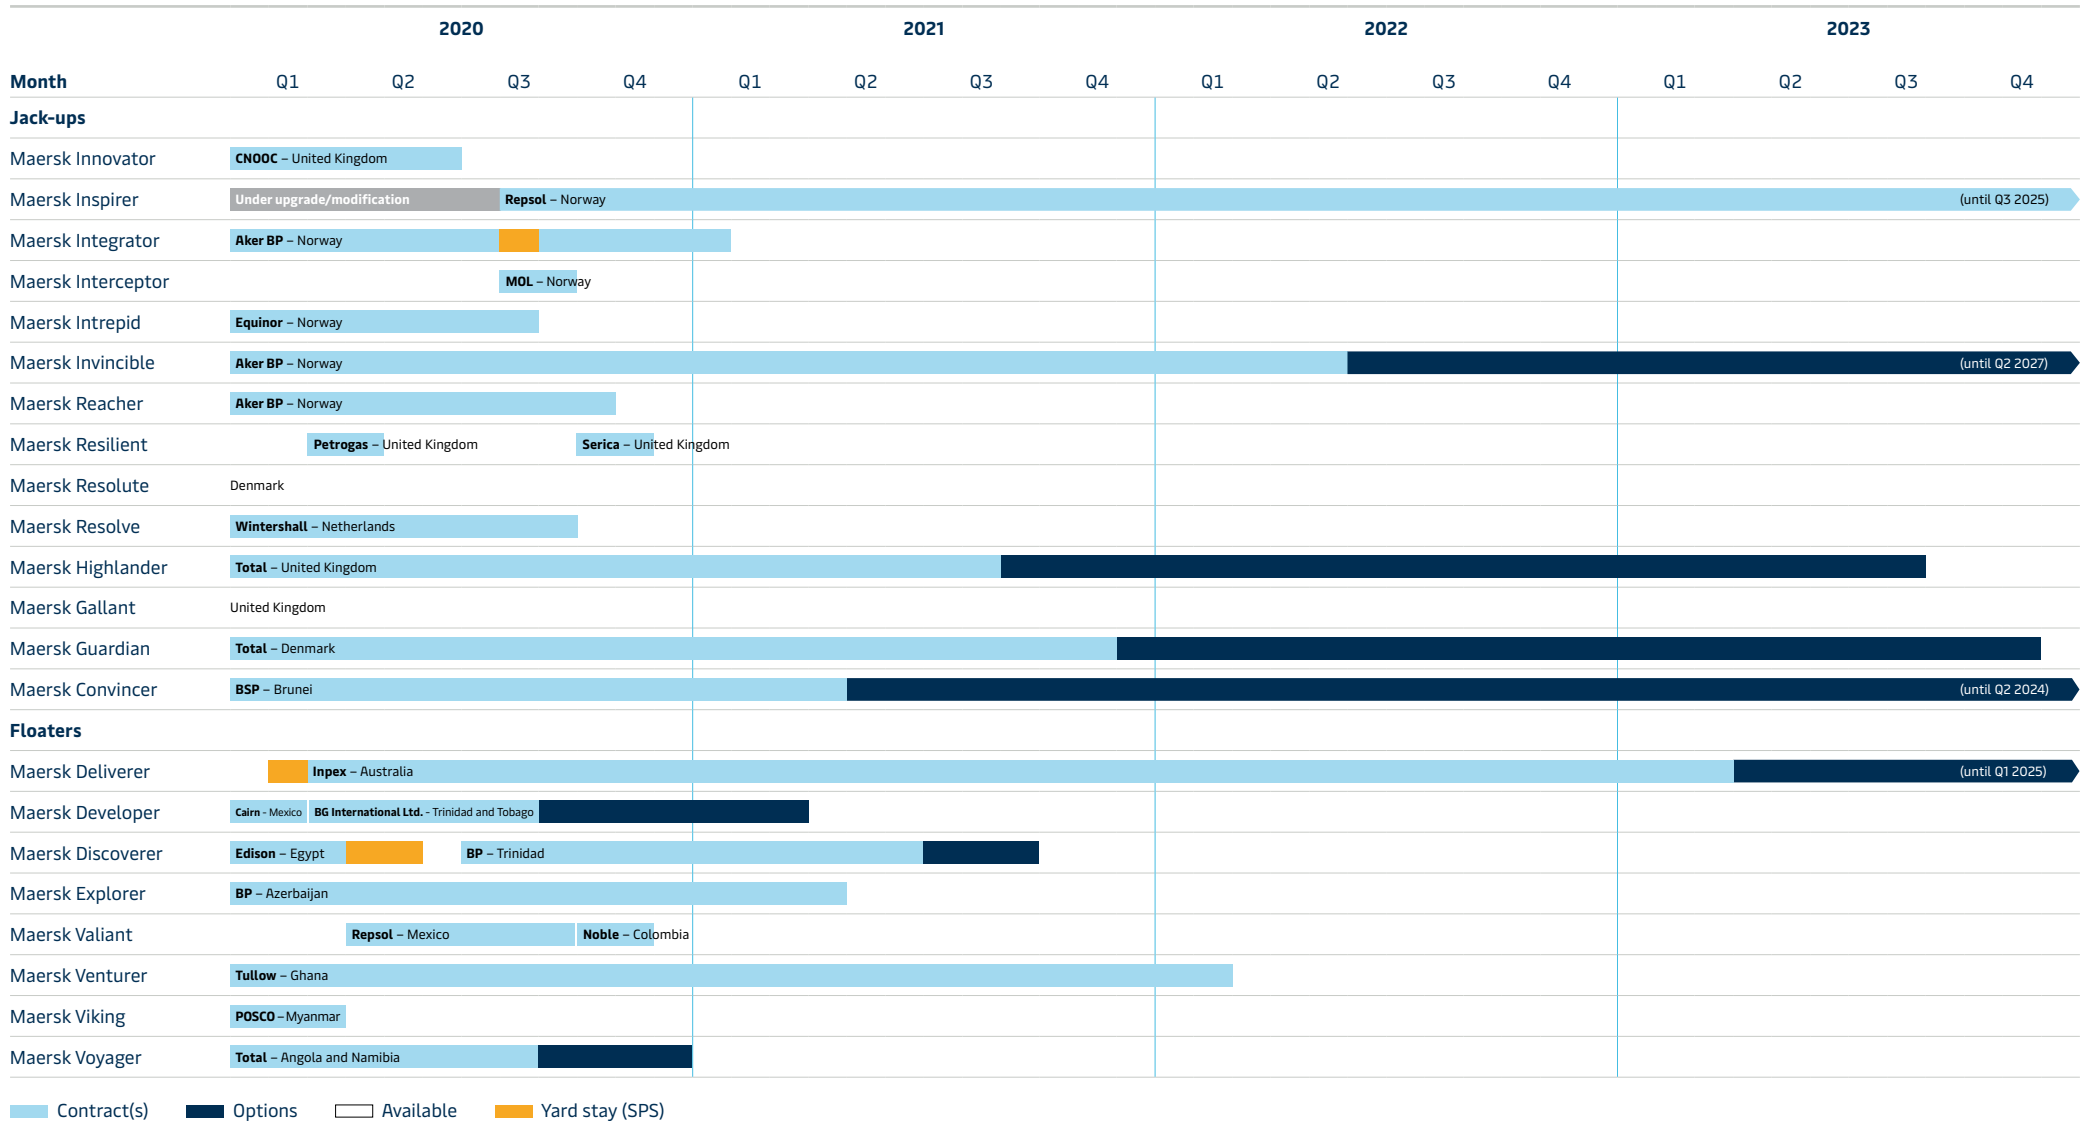 2020 2021 2022 2023
Month Q1 Q2 Q3 Q4 Q1 Q2 Q3 Q4 Q1 Q2 Q3 Q4 Q1 Q2 Q3 Q4
Jack-ups
Maersk Innovator CNOOC – United Kingdom
Maersk Inspirer Under upgrade/modification Repsol – Norway (until Q3 2025)
Maersk Integrator Aker BP – Norway
Maersk Interceptor MOL – Norway
Maersk Intrepid Equinor – Norway
Maersk Invincible Aker BP – Norway (until Q2 2027)
Maersk Reacher Aker BP – Norway
Maersk Resilient Petrogas – United Kingdom Serica – United Kingdom
Maersk Resolute Denmark
Maersk Resolve Wintershall – Netherlands
Maersk Highlander Total – United Kingdom
Maersk Gallant United Kingdom
Maersk Guardian Total – Denmark
Maersk Convincer BSP – Brunei (until Q2 2024)
Floaters
Maersk Deliverer Inpex – Australia (until Q1 2025)
Maersk Developer Cairn - Mexico BG International Ltd. - Trinidad and Tobago
Maersk Discoverer Edison – Egypt BP – Trinidad
Maersk Explorer BP – Azerbaijan
Maersk Valiant Repsol – Mexico Noble – Colombia
Maersk Venturer Tullow – Ghana
Maersk Viking POSCO – Myanmar
Maersk Voyager Total – Angola and Namibia
Contract(s) Options Available Yard stay (SPS)